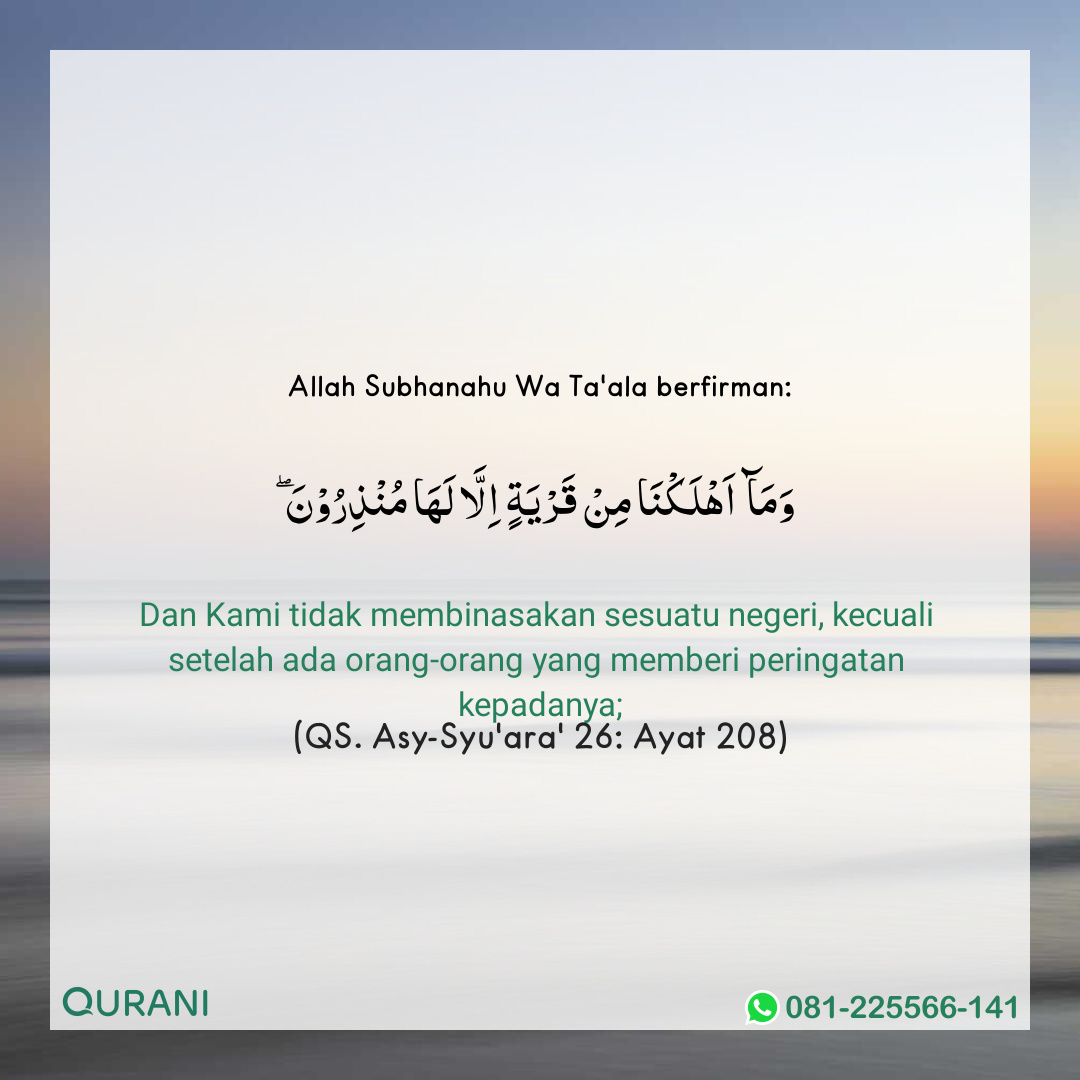 Allah Subhanahu Wa Ta'ala berfirman:
وَمَاۤ اَهْلَكْنَا مِنْ قَرْيَةٍ اِلَّا لَهَا مُنْذِرُوْنَ ۖ
Dan Kami tidak membinasakan sesuatu negeri, kecuali
setelah ada orang-orang yang memberi peringatan
kepadanya;
(QS. Asy-Syu'ara' 26: Ayat 208)
QURANI
081-225566-141